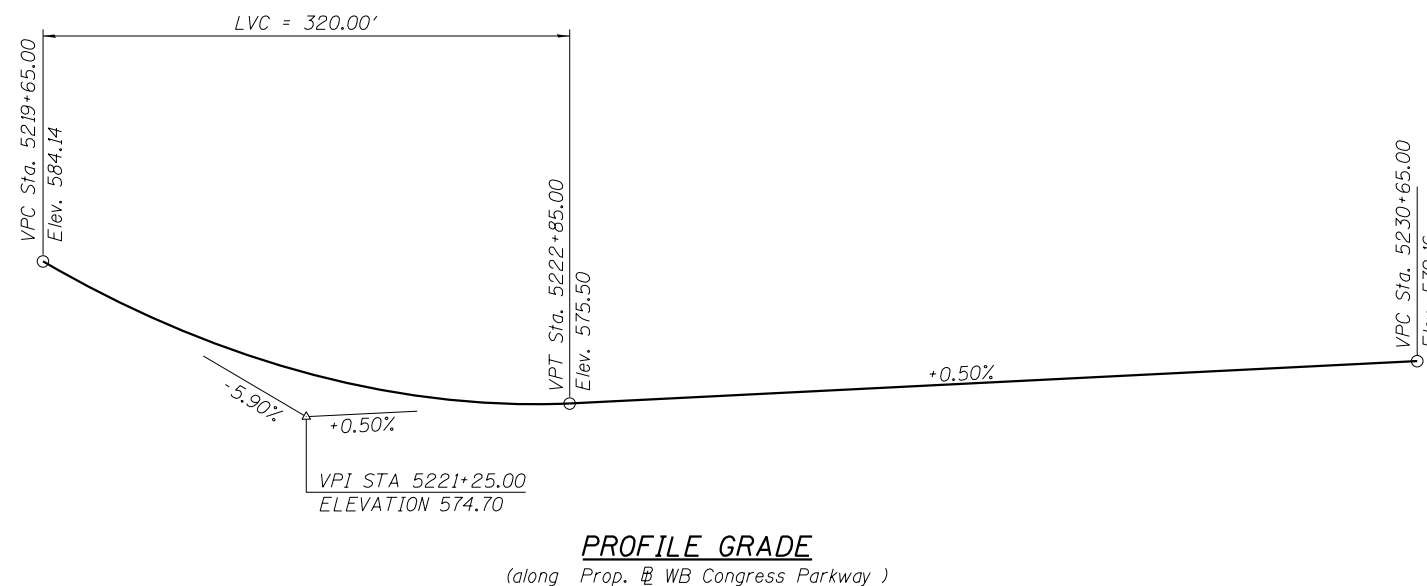 LVC = 320.00'
VPC Sta. 5219+65.00
Elev. 584.14
VPT Sta. 5222+85.00
Elev. 575.50
VPC Sta. 5230+65.00
-5.90%
+0.50%
+0.50%
VPI STA 5221+25.00
ELEVATION 574.70
PROFILE GRADE
(along Prop. ⅊ WB Congress Parkway )